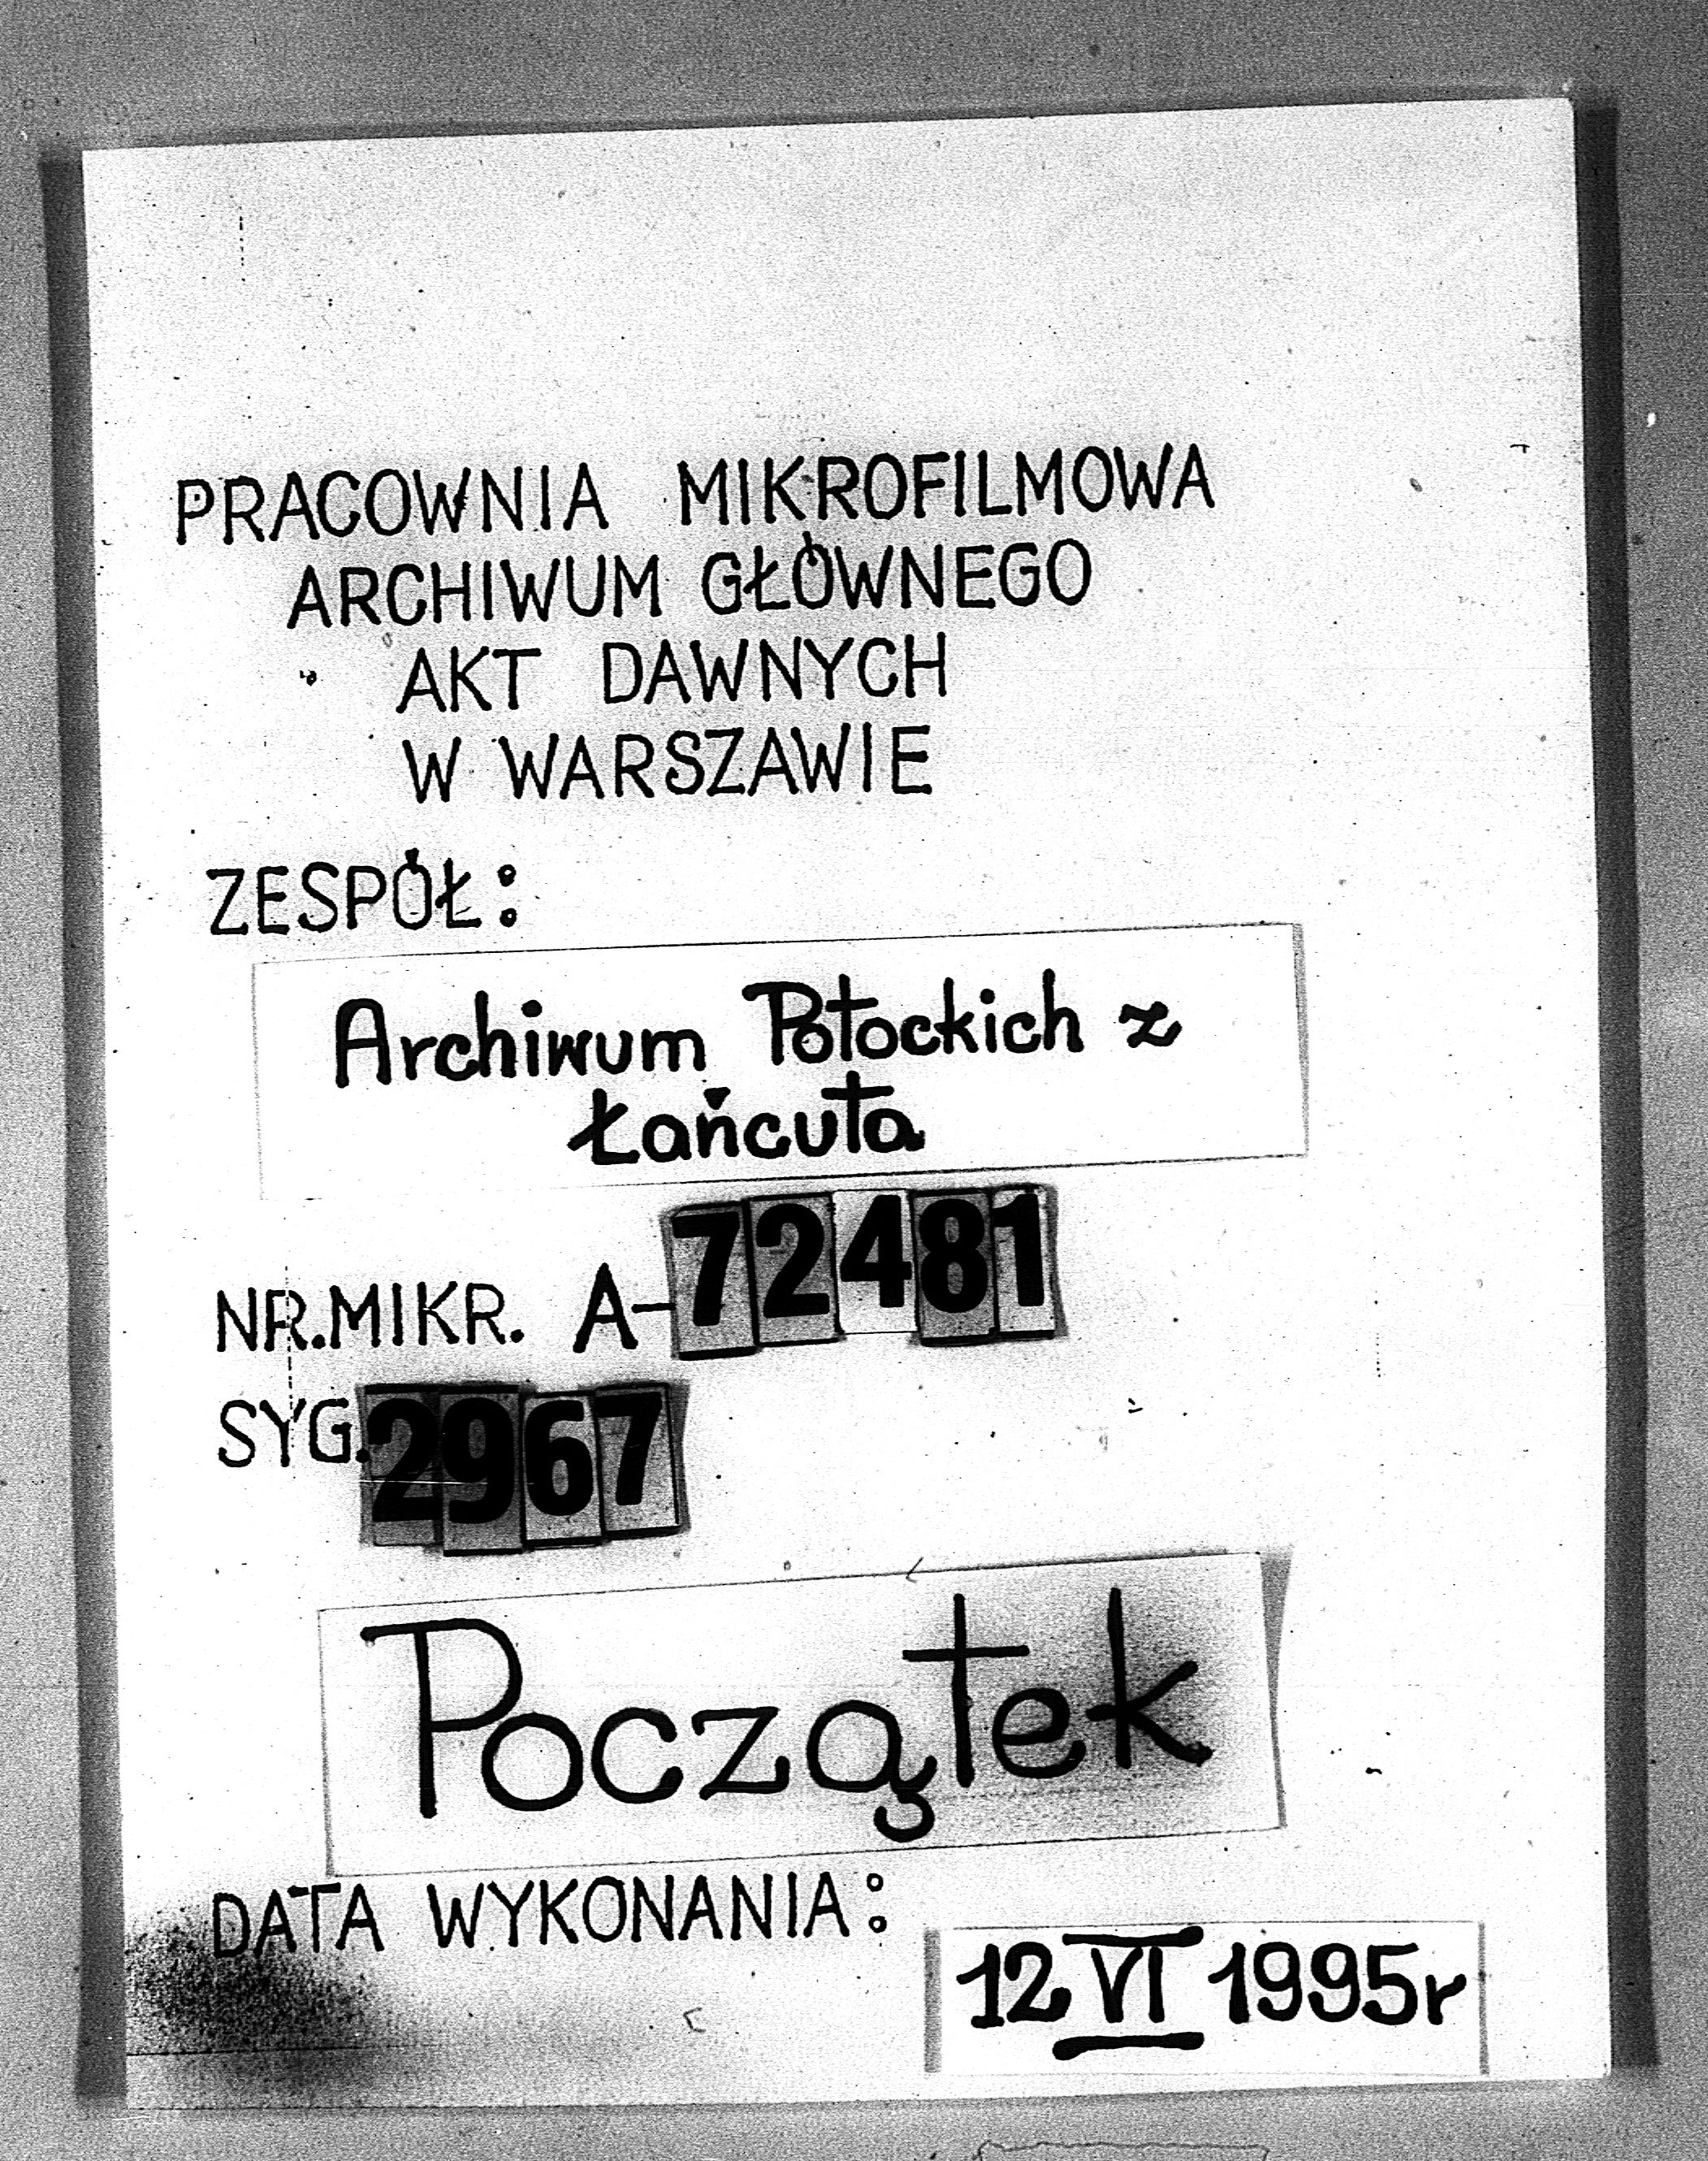 PRACOWNIA MIKROFILMOWA
ARCHIWUM GŁÓWNEGO
AKT DAWNYCH
W WARSZAWIE
ZESPÓŁ:
Archiwum Potockich z
Łańcuta
NR.MIKR. A-72481
SYG.2967
Początek
DATA WYKONANIA:
12 VI 1995r